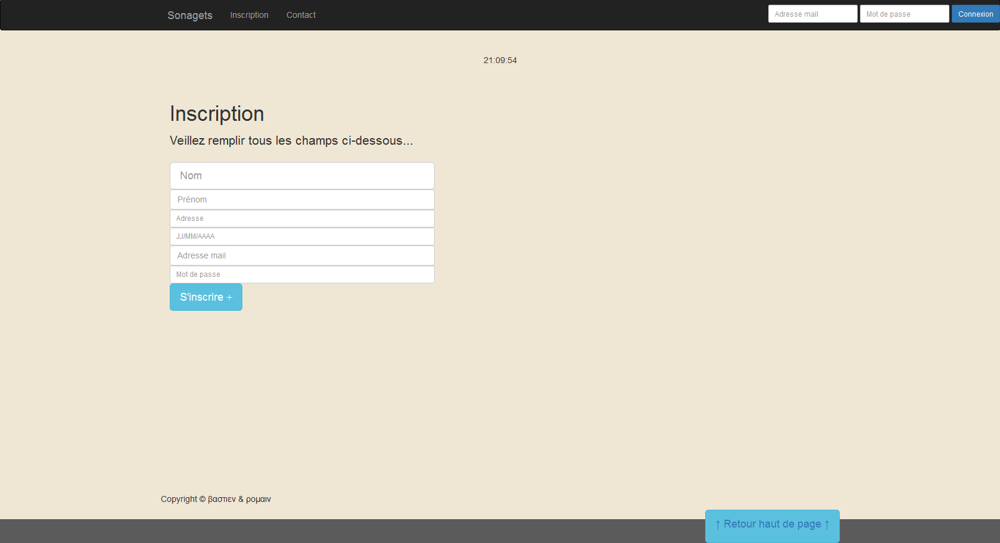 Sonagets Inscription Contact Adresse mail Mot de passe Connexion
21:09:54
Inscription
Veillez remplir tous les champs ci-dessous...
Nom
Prénom
Adresse
JJ/MM/AAAA
Adresse mail
Mot de passe
S'inscrire +
Copyright © βαστιεν & ρομαιν
↑ Retour haut de page ↑